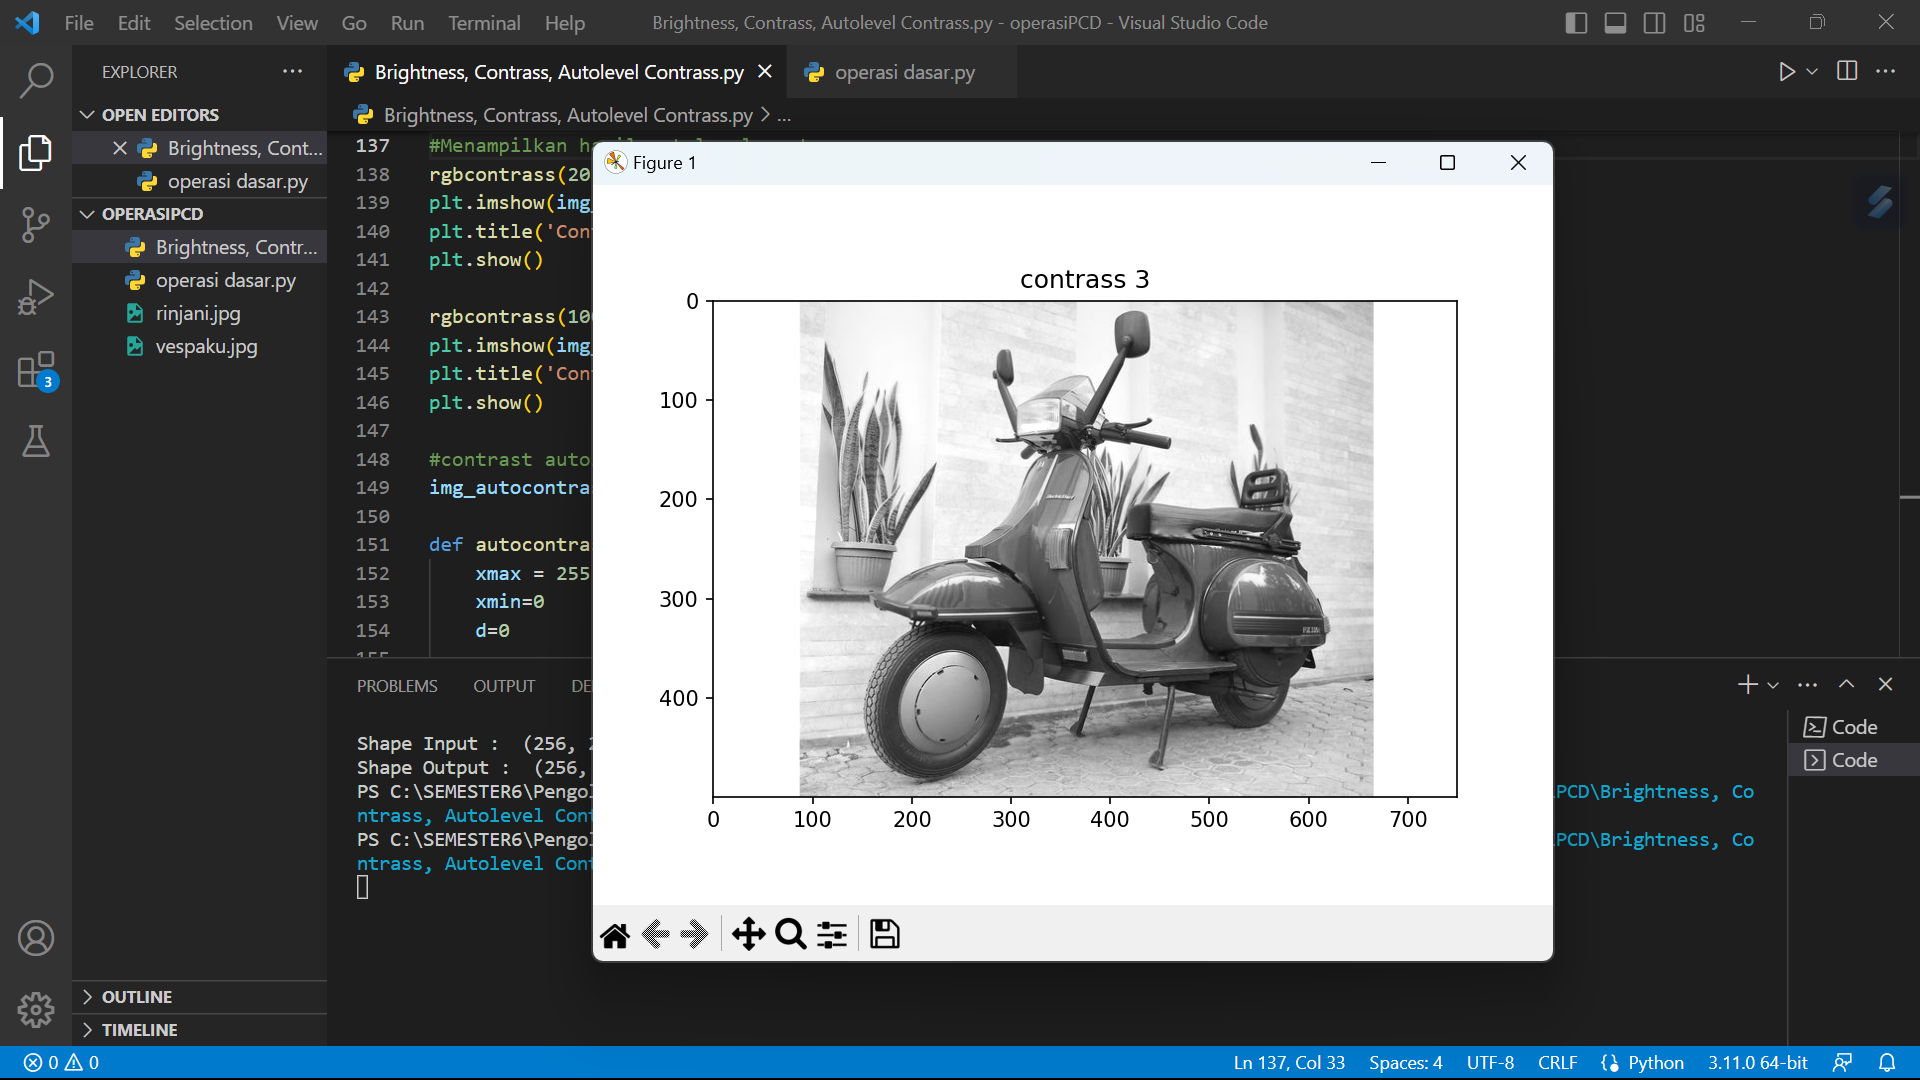 File Edit Selection View Go Run Terminal Help
Brightness, Contrass, Autolevel Contrass.py - operasiPCD - Visual Studio Code
EXPLORER
Brightness, Contrass, Autolevel Contrass.py
operasi dasar.py
OPEN EDITORS
Brightness, Cont...
operasi dasar.py
OPERASIPCD
Brightness, Contr...
operasi dasar.py
rinjani.jpg
vespaku.jpg
3
OUTLINE
TIMELINE
Brightness, Contrass, Autolevel Contrass.py > ...
137 #Menampilkan
138 rgbcontrass(20
139 plt.imshow(img
140 plt.title('Con
141 plt.show()
142
143 rgbcontrass(10
144 plt.imshow(img
145 plt.title('Con
146 plt.show()
147
148 #contrast auto
149 img_autocontra
150
151 def autocontra
152 xmax = 255
153 xmin=0
154 d=0
Figure 1
contrass 3
0
100
200
300
400
0 100 200 300 400 500 600 700
PROBLEMS OUTPUT DE
Shape Input : (256,
Shape Output : (256,
PS C:\SEMESTER6\Pengol PCD\Brightness, Co
ntrass, Autolevel Cont
PS C:\SEMESTER6\Pengol PCD\Brightness, Co
ntrass, Autolevel Cont
Code
Code
0 0
Ln 137, Col 33 Spaces: 4 UTF-8 CRLF Python 3.11.0 64-bit